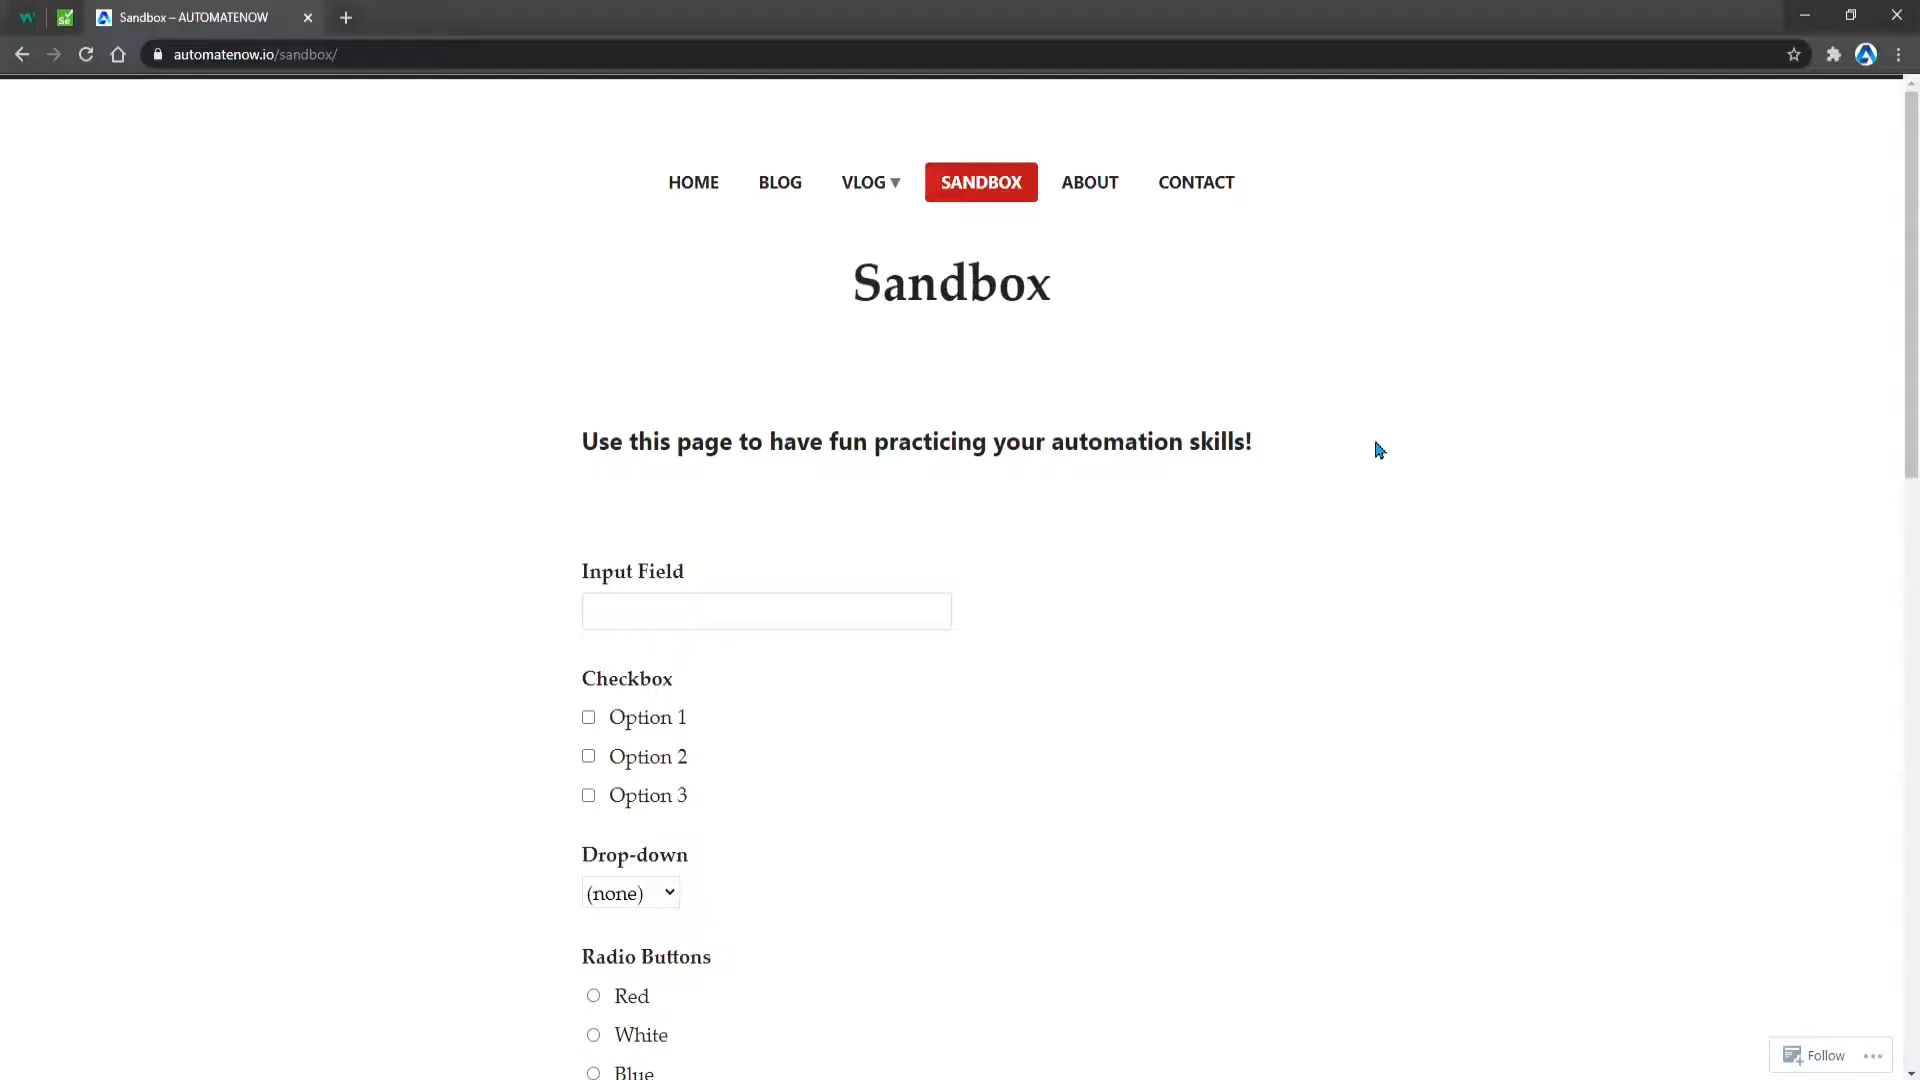 Sandbox – AUTOMATENOW
automatenow.io/sandbox/
HOME BLOG VLOG SANDBOX ABOUT CONTACT
Sandbox
Use this page to have fun practicing your automation skills!
Input Field
Checkbox
Option 1
Option 2
Option 3
Drop-down
(none)
Radio Buttons
Red
White
Blue
Follow